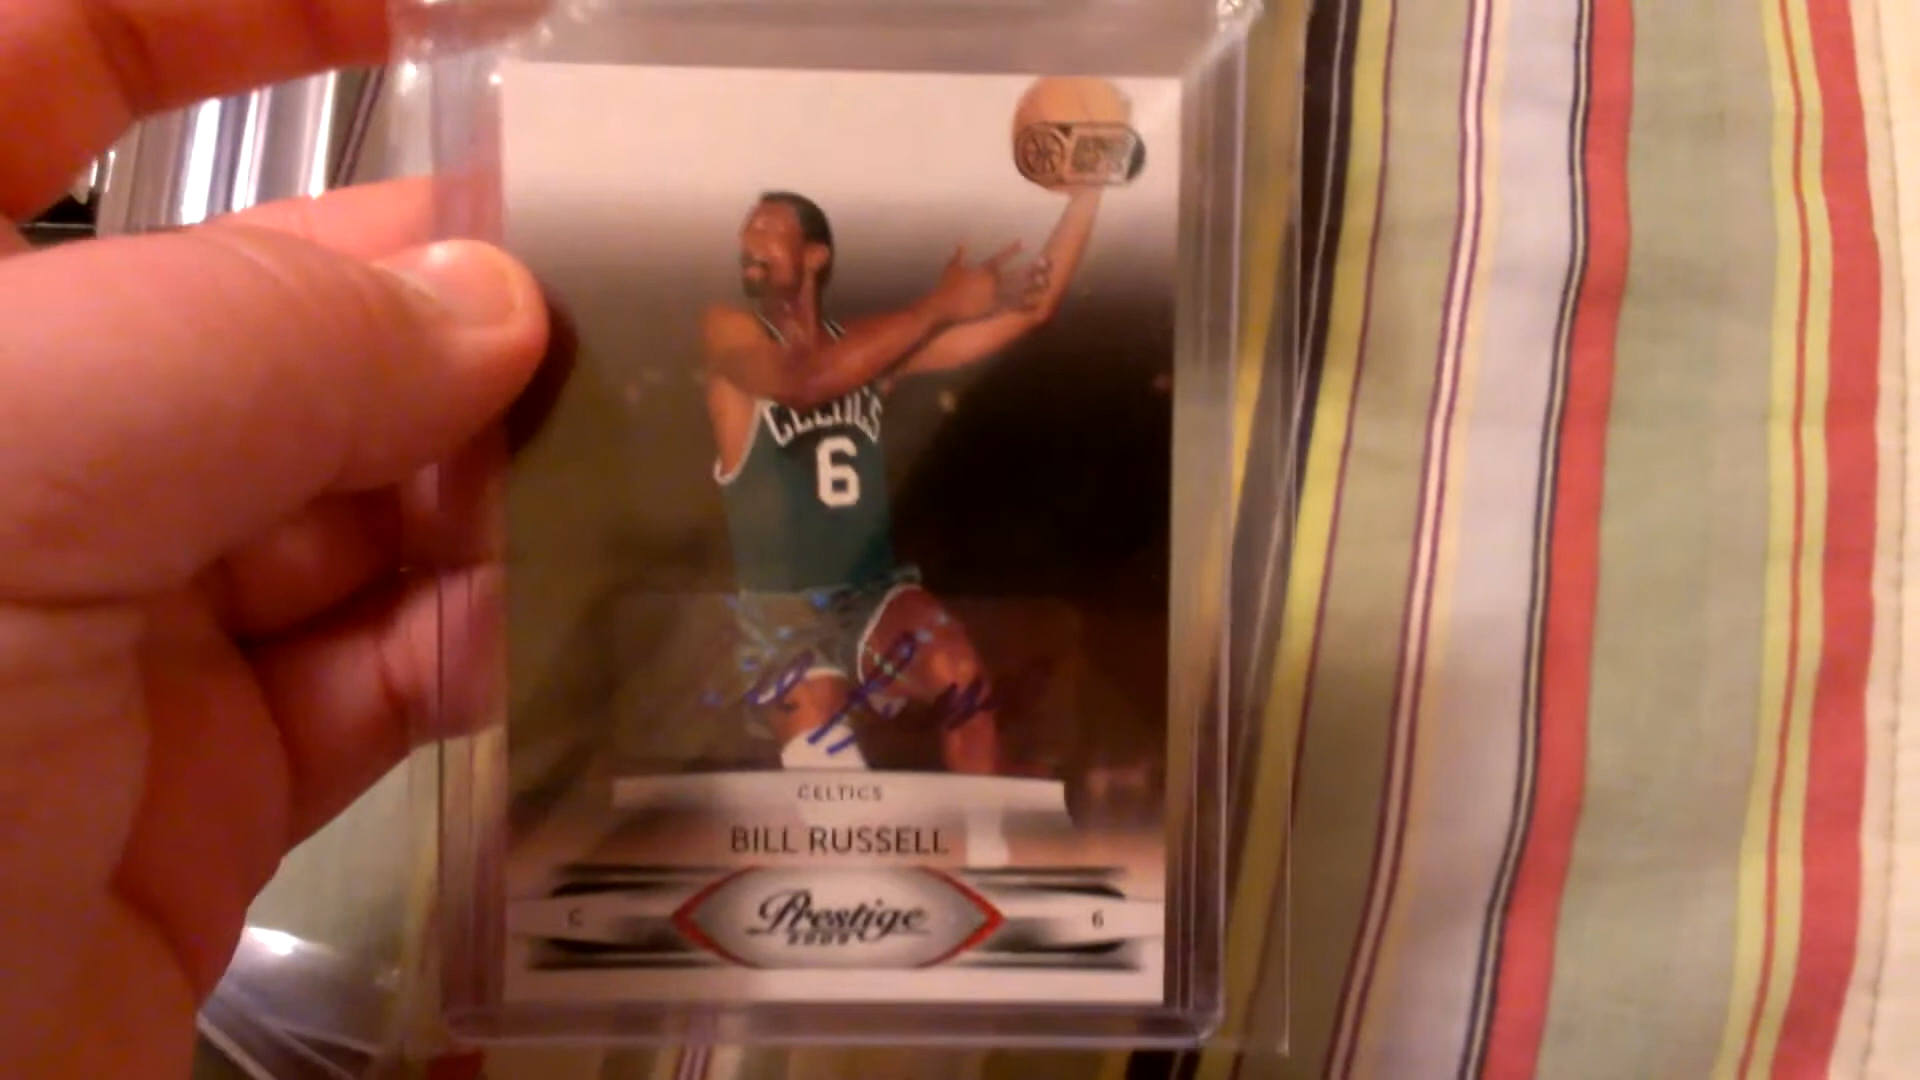 CELTICS
6
CELTICS
BILL RUSSELL
C
Prestige
6